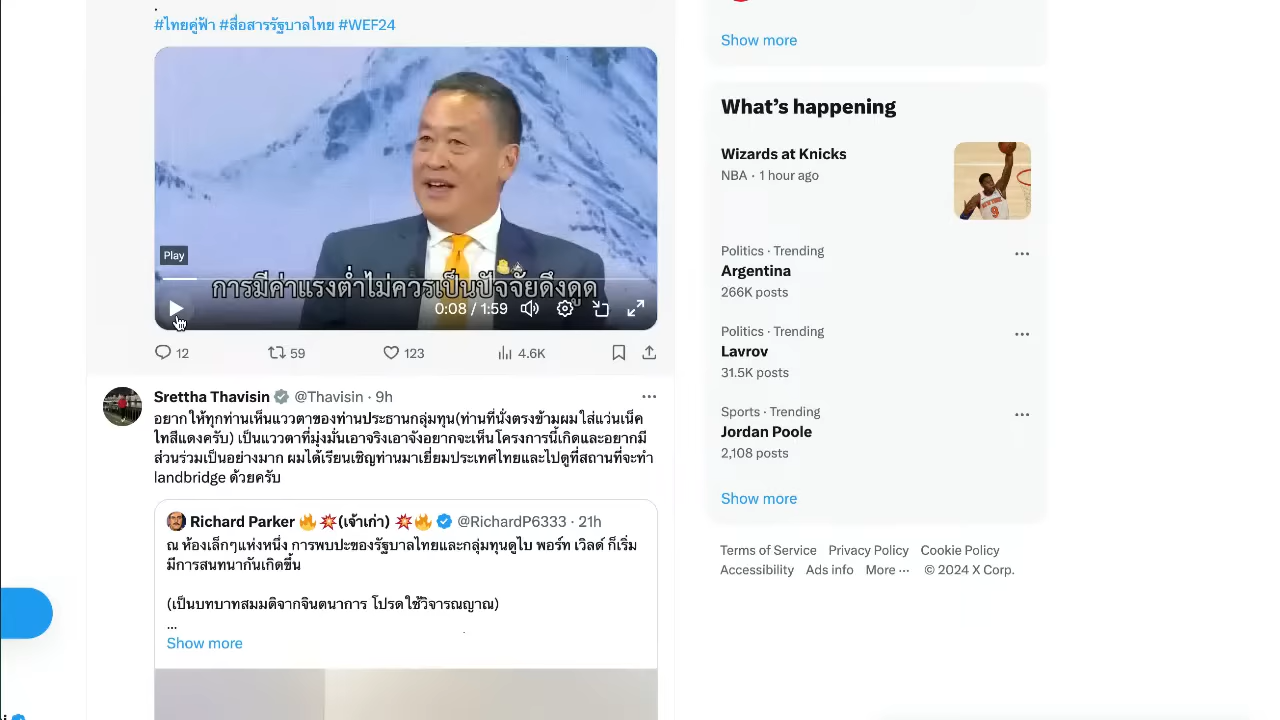 #ไทยคู่ฟ้า #สื่อสารรัฐบาลไทย #WEF24
Play
การมีค่าแรงต่ำไม่ควรเป็นปัจจัยดึงดูด
0:08 / 1:59
12
59
123
4.6K
Srettha Thavisin @Thavisin · 9h
อยากให้ทุกท่านเห็นแววตาของท่านประธานกลุ่มทุน(ท่านที่นั่งตรงข้ามผมใส่แว่นเน็ค
ไทสีแดงครับ) เป็นแววตาที่มุ่งมั่นเอาจริงเอาจังอยากจะเห็นโครงการนี้เกิดและอยากมี
ส่วนร่วมเป็นอย่างมาก ผมได้เรียนเชิญท่านมาเยี่ยมประเทศไทยและไปดูที่สถานที่จะทำ
landbridge ด้วยครับ
Richard Parker 🔥💥(เจ้าเก่า) 💥🔥 @RichardP6333 · 21h
ณ ห้องเล็กๆแห่งหนึ่ง การพบปะของรัฐบาลไทยและกลุ่มทุนดูไบ พอร์ท เวิลด์ ก็เริ่ม
มีการสนทนากันเกิดขึ้น
(เป็นบทบาทสมมติจากจินตนาการ โปรดใช้วิจารณญาณ)
...
Show more
Show more
What's happening
Wizards at Knicks
NBA · 1 hour ago
Politics · Trending
Argentina
266K posts
Politics · Trending
Lavrov
31.5K posts
Sports · Trending
Jordan Poole
2,108 posts
Show more
Terms of Service Privacy Policy Cookie Policy
Accessibility Ads info More ··· © 2024 X Corp.